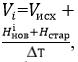 V_i = V_исх +
(H^i_нов + H_стар) / ΔT ,